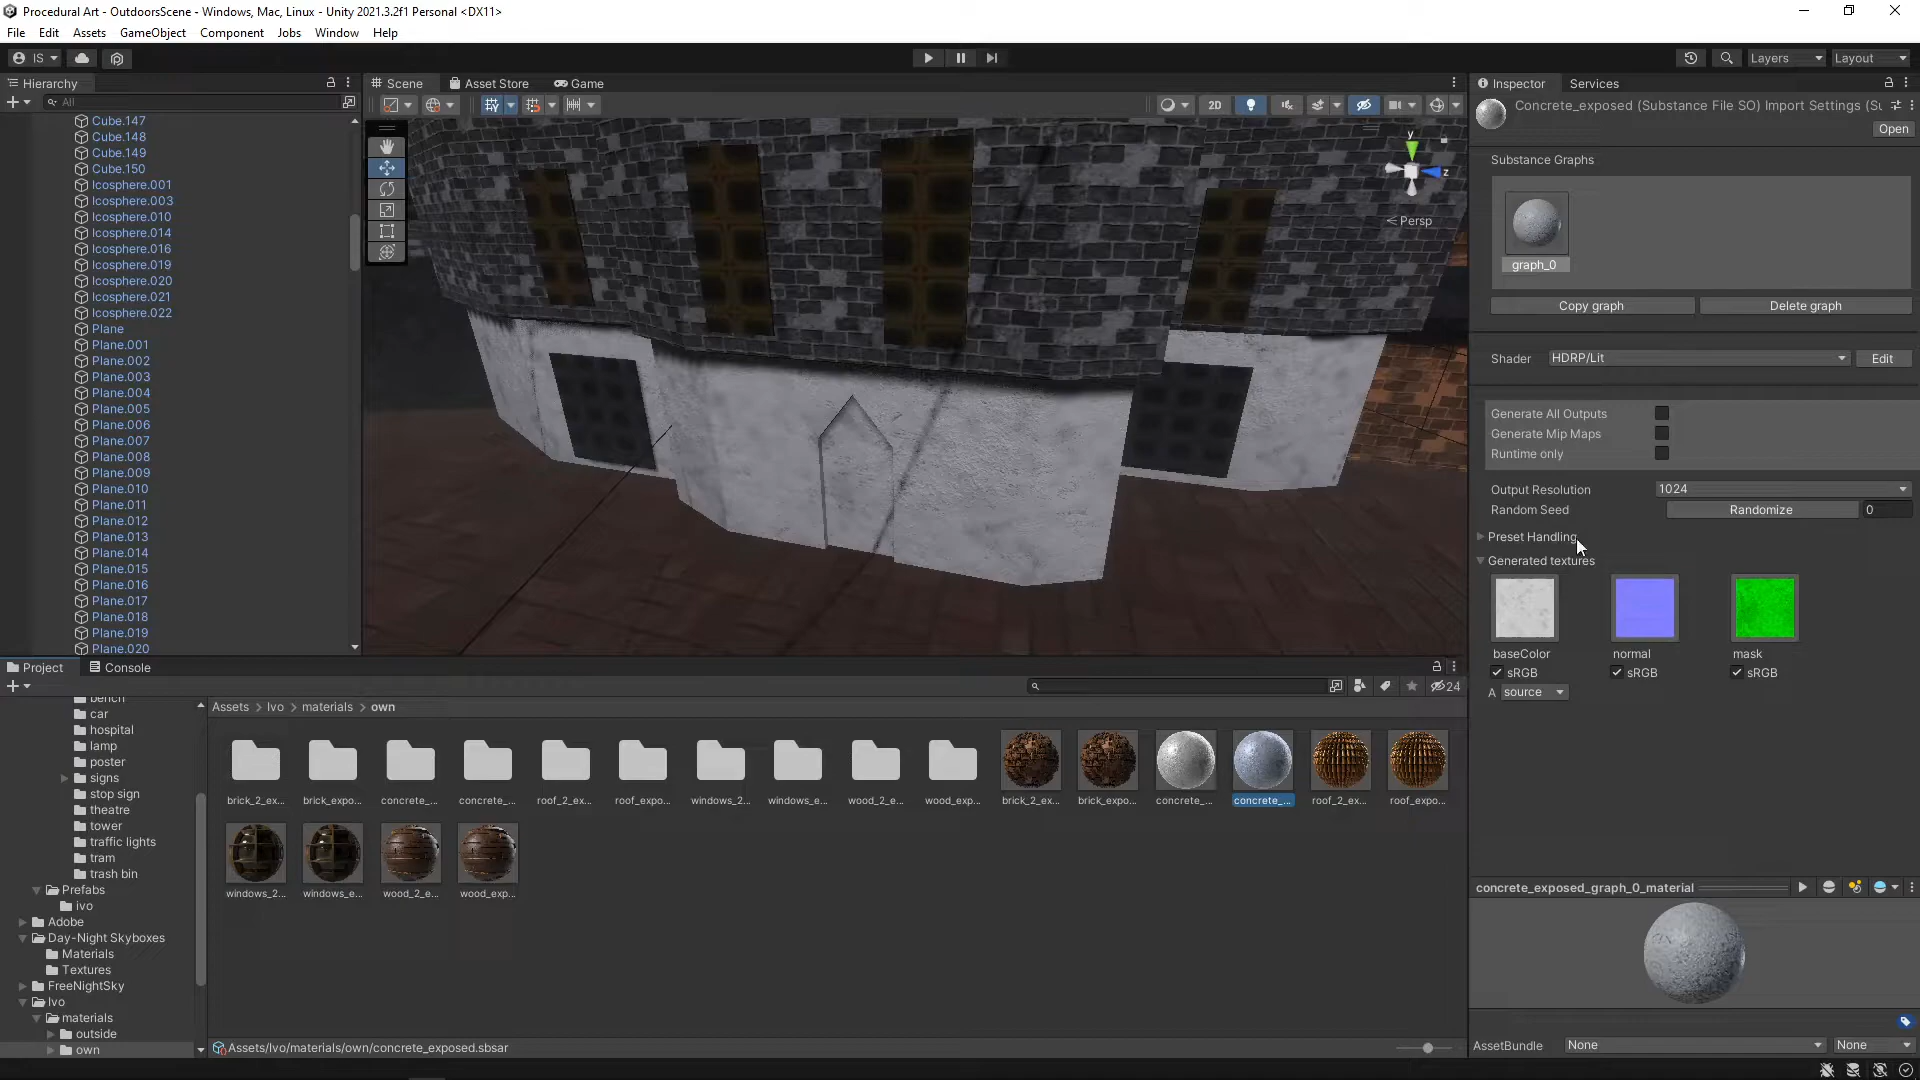 Procedural Art - OutdoorsScene - Windows, Mac, Linux - Unity 2021.3.2f1 Personal <DX11>
File Edit Assets GameObject Component Jobs Window Help
IS
Layers Layout
Hierarchy
All
Cube.147
Cube.148
Cube.149
Cube.150
Icosphere.001
Icosphere.003
Icosphere.010
Icosphere.014
Icosphere.016
Icosphere.019
Icosphere.020
Icosphere.021
Icosphere.022
Plane
Plane.001
Plane.002
Plane.003
Plane.004
Plane.005
Plane.006
Plane.007
Plane.008
Plane.009
Plane.010
Plane.011
Plane.012
Plane.013
Plane.014
Plane.015
Plane.016
Plane.017
Plane.018
Plane.019
Plane.020
Scene Asset Store Game
2D
y
z
< Persp
Inspector Services
Concrete_exposed (Substance File SO) Import Settings (Su
Open
Substance Graphs
graph_0
Copy graph Delete graph
Shader HDRP/Lit Edit
Generate All Outputs
Generate Mip Maps
Runtime only
Output Resolution 1024
Random Seed Randomize 0
Preset Handling
Generated textures
baseColor normal mask
sRGB sRGB sRGB
A source
Project Console
24
bench
car
hospital
lamp
poster
signs
stop sign
theatre
tower
traffic lights
tram
trash bin
Prefabs
ivo
Adobe
Day-Night Skyboxes
Materials
Textures
FreeNightSky
Ivo
materials
outside
own
Assets > Ivo > materials > own
brick_2_ex... brick_expo... concrete_... concrete_... roof_2_ex... roof_expo... windows_2... windows_e... wood_2_e... wood_exp... brick_2_ex... brick_expo... concrete_... concrete_... roof_2_ex... roof_expo...
windows_2... windows_e... wood_2_e... wood_exp...
Assets/Ivo/materials/own/concrete_exposed.sbsar
concrete_exposed_graph_0_material
AssetBundle None None